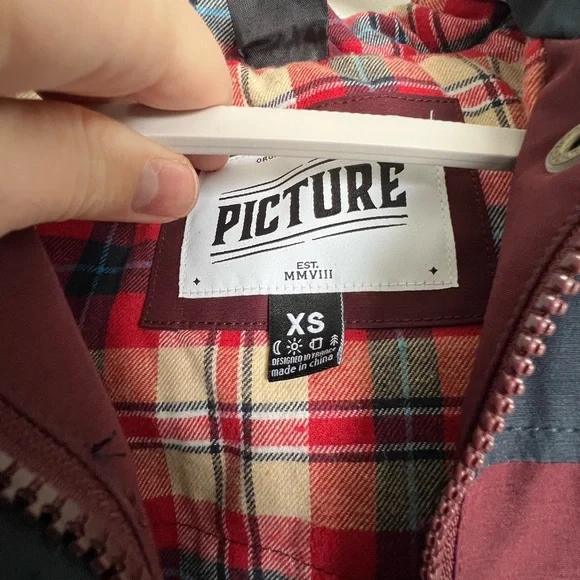 PICTURE
EST.
MMVIII
XS
DESIGNED IN FRANCE
made in china